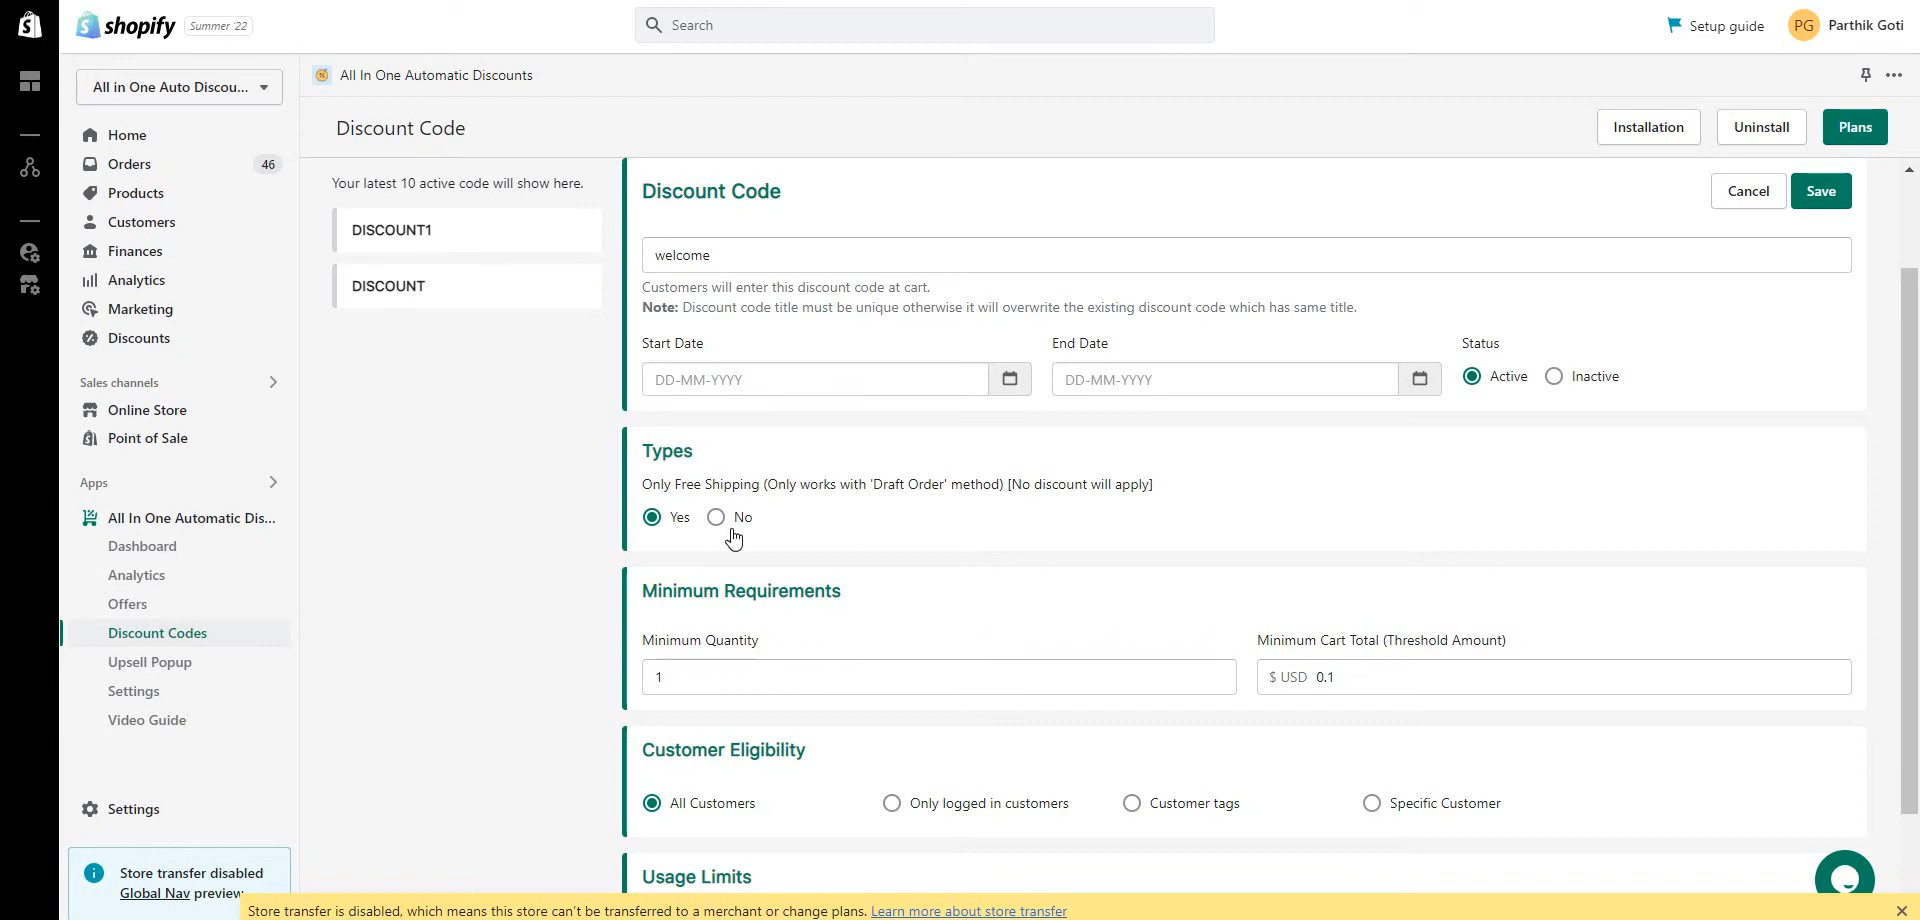 shopify
Summer '22
Search
Setup guide
PG
Parthik Goti
All in One Auto Discou...
Home
Orders
46
Products
Customers
Finances
Analytics
Marketing
Discounts
Sales channels
Online Store
Point of Sale
Apps
All In One Automatic Dis...
Dashboard
Analytics
Offers
Discount Codes
Upsell Popup
Settings
Video Guide
Settings
Store transfer disabled
Global Nav preview
All In One Automatic Discounts
Discount Code
Installation
Uninstall
Plans
Your latest 10 active code will show here.
DISCOUNT1
DISCOUNT
Discount Code
Cancel
Save
welcome
Customers will enter this discount code at cart.
Note: Discount code title must be unique otherwise it will overwrite the existing discount code which has same title.
Start Date
End Date
Status
DD-MM-YYYY
DD-MM-YYYY
Active
Inactive
Types
Only Free Shipping (Only works with 'Draft Order' method) [No discount will apply]
Yes
No
Minimum Requirements
Minimum Quantity
Minimum Cart Total (Threshold Amount)
1
$ USD 0.1
Customer Eligibility
All Customers
Only logged in customers
Customer tags
Specific Customer
Usage Limits
Store transfer is disabled, which means this store can't be transferred to a merchant or change plans. Learn more about store transfer